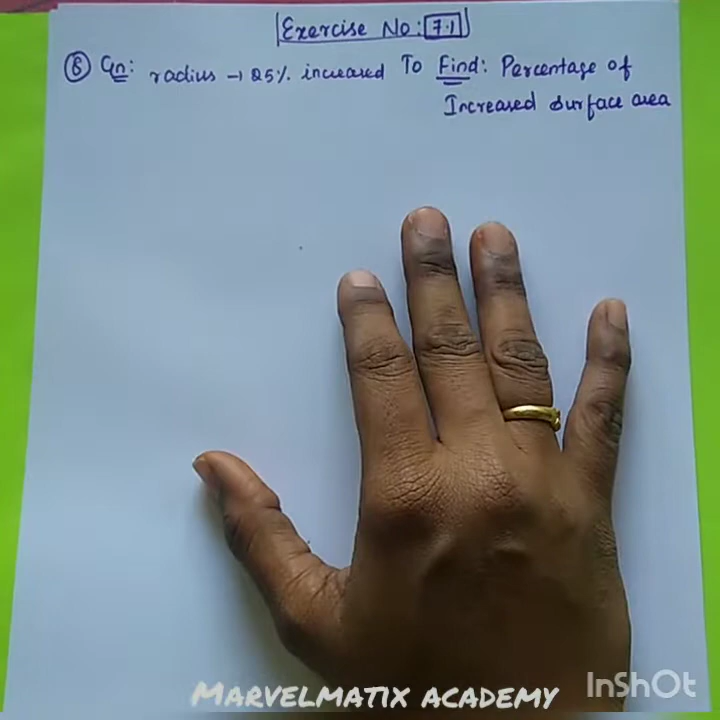 Exercise No: 7.1
⑧ Gn: radius → 25% increased To Find: Percentage of
Increased Surface area
MARVELMATIX ACADEMY
InShOt